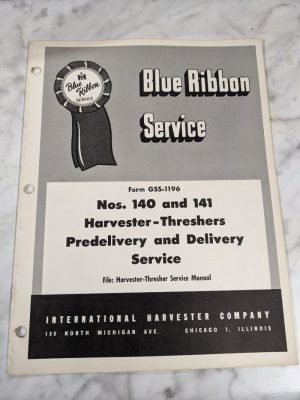 IH
Blue
Ribbon
SERVICE
Blue Ribbon
Service
Form GSS-1196
Nos. 140 and 141
Harvester-Threshers
Predelivery and Delivery
Service
File: Harvester-Thresher Service Manual
INTERNATIONAL HARVESTER COMPANY
180 NORTH MICHIGAN AVE. CHICAGO 1, ILLINOIS